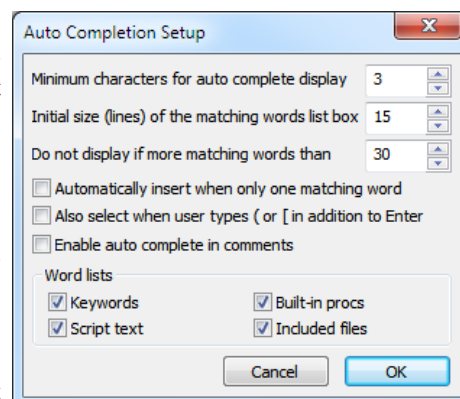 Auto Completion Setup
Minimum characters for auto complete display 3
Initial size (lines) of the matching words list box 15
Do not display if more matching words than 30
Automatically insert when only one matching word
Also select when user types ( or [ in addition to Enter
Enable auto complete in comments
Word lists
Keywords Built-in procs
Script text Included files
Cancel OK